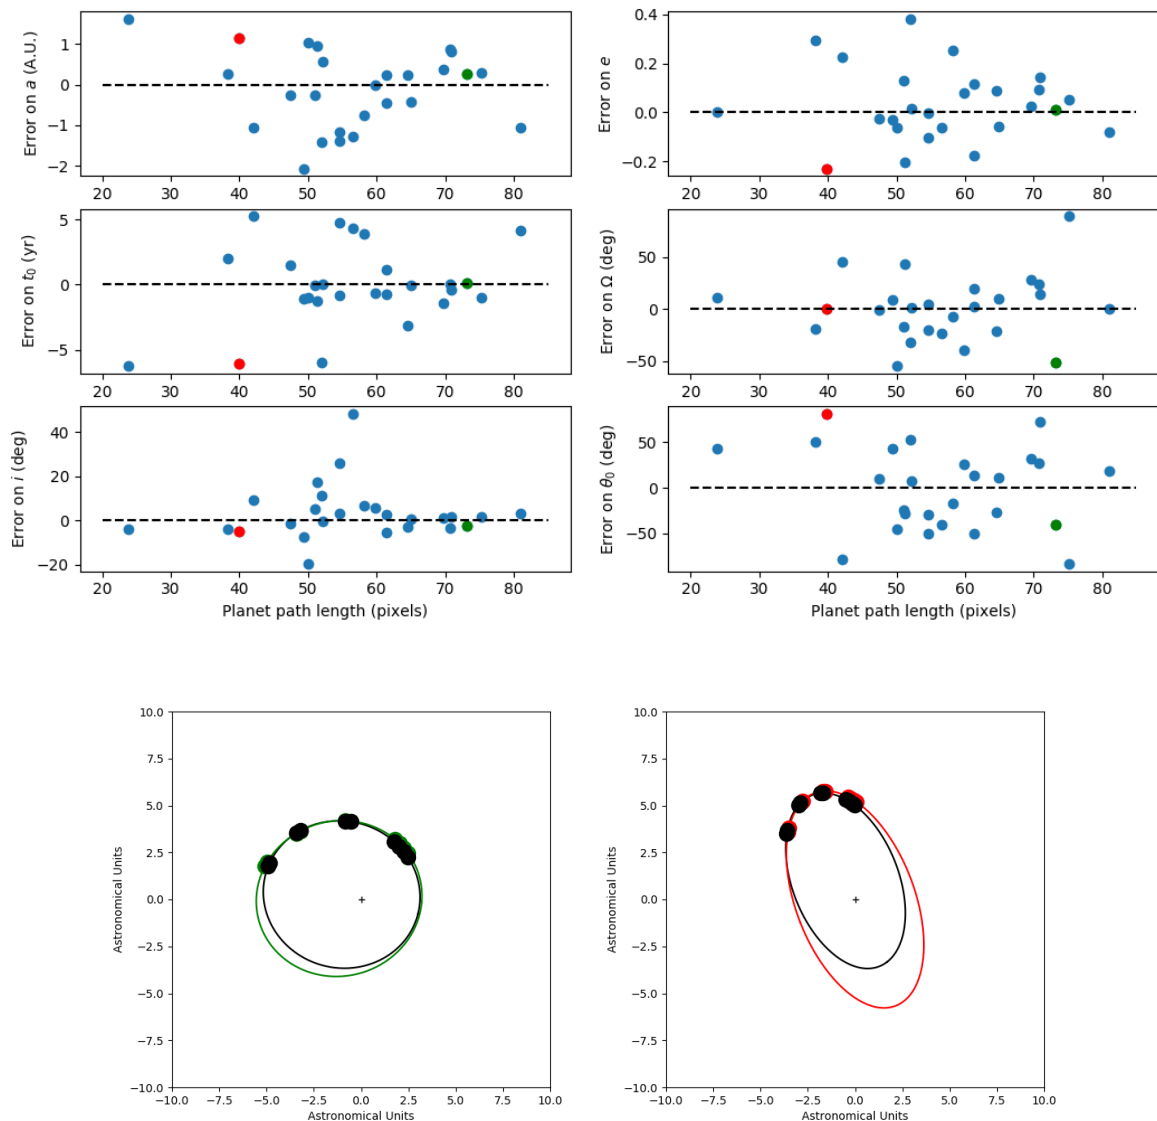 Error on a (A.U.)
1
0
−1
−2
20 30 40 50 60 70 80
Error on e
0.4
0.2
0.0
−0.2
20 30 40 50 60 70 80
Error on t₀ (yr)
5
0
−5
20 30 40 50 60 70 80
Error on Ω (deg)
50
0
−50
20 30 40 50 60 70 80
Error on i (deg)
40
20
0
−20
20 30 40 50 60 70 80
Planet path length (pixels)
Error on θ₀ (deg)
50
0
−50
20 30 40 50 60 70 80
Planet path length (pixels)
Astronomical Units
10.0
7.5
5.0
2.5
0.0
−2.5
−5.0
−7.5
−10.0
−10.0 −7.5 −5.0 −2.5 0.0 2.5 5.0 7.5 10.0
Astronomical Units
Astronomical Units
10.0
7.5
5.0
2.5
0.0
−2.5
−5.0
−7.5
−10.0
−10.0 −7.5 −5.0 −2.5 0.0 2.5 5.0 7.5 10.0
Astronomical Units